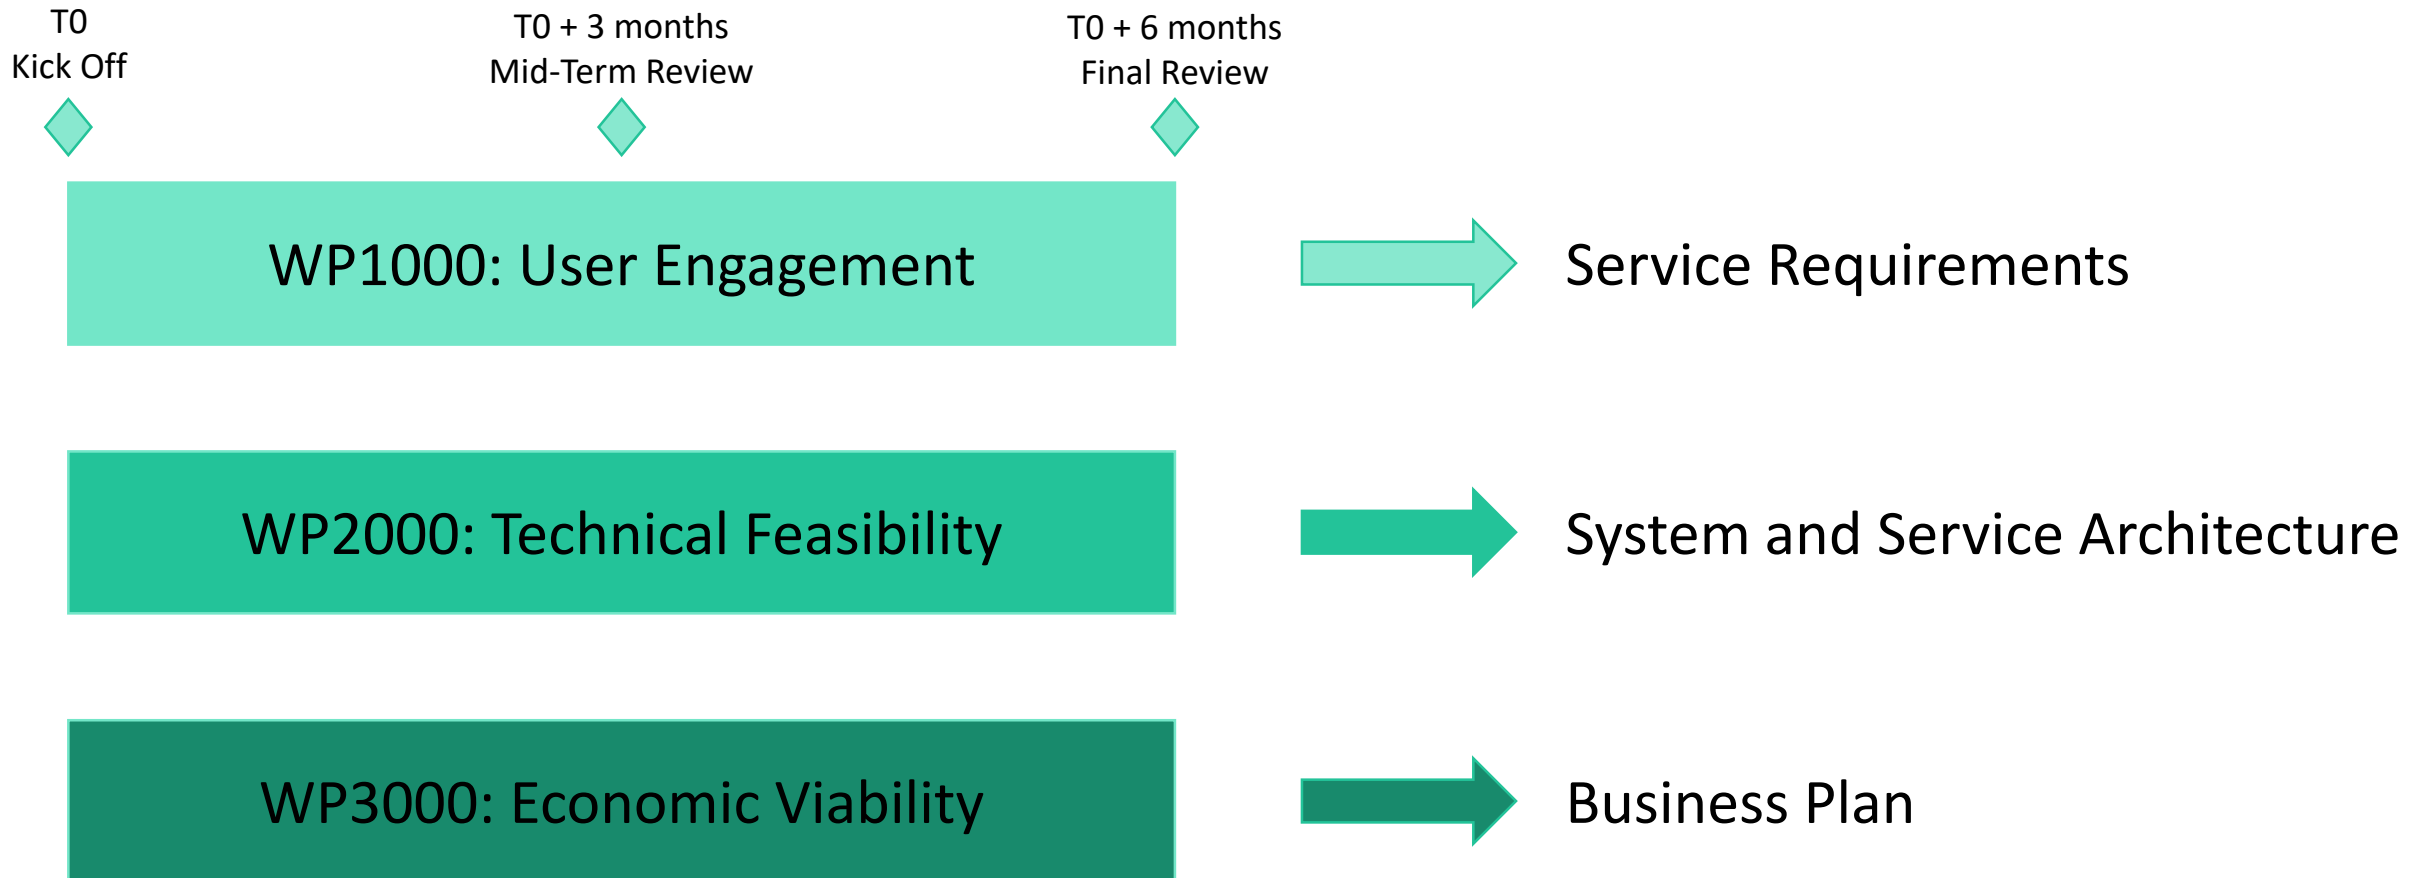 T0
Kick Off
T0 + 3 months
Mid-Term Review
T0 + 6 months
Final Review
WP1000: User Engagement
Service Requirements
WP2000: Technical Feasibility
System and Service Architecture
WP3000: Economic Viability
Business Plan